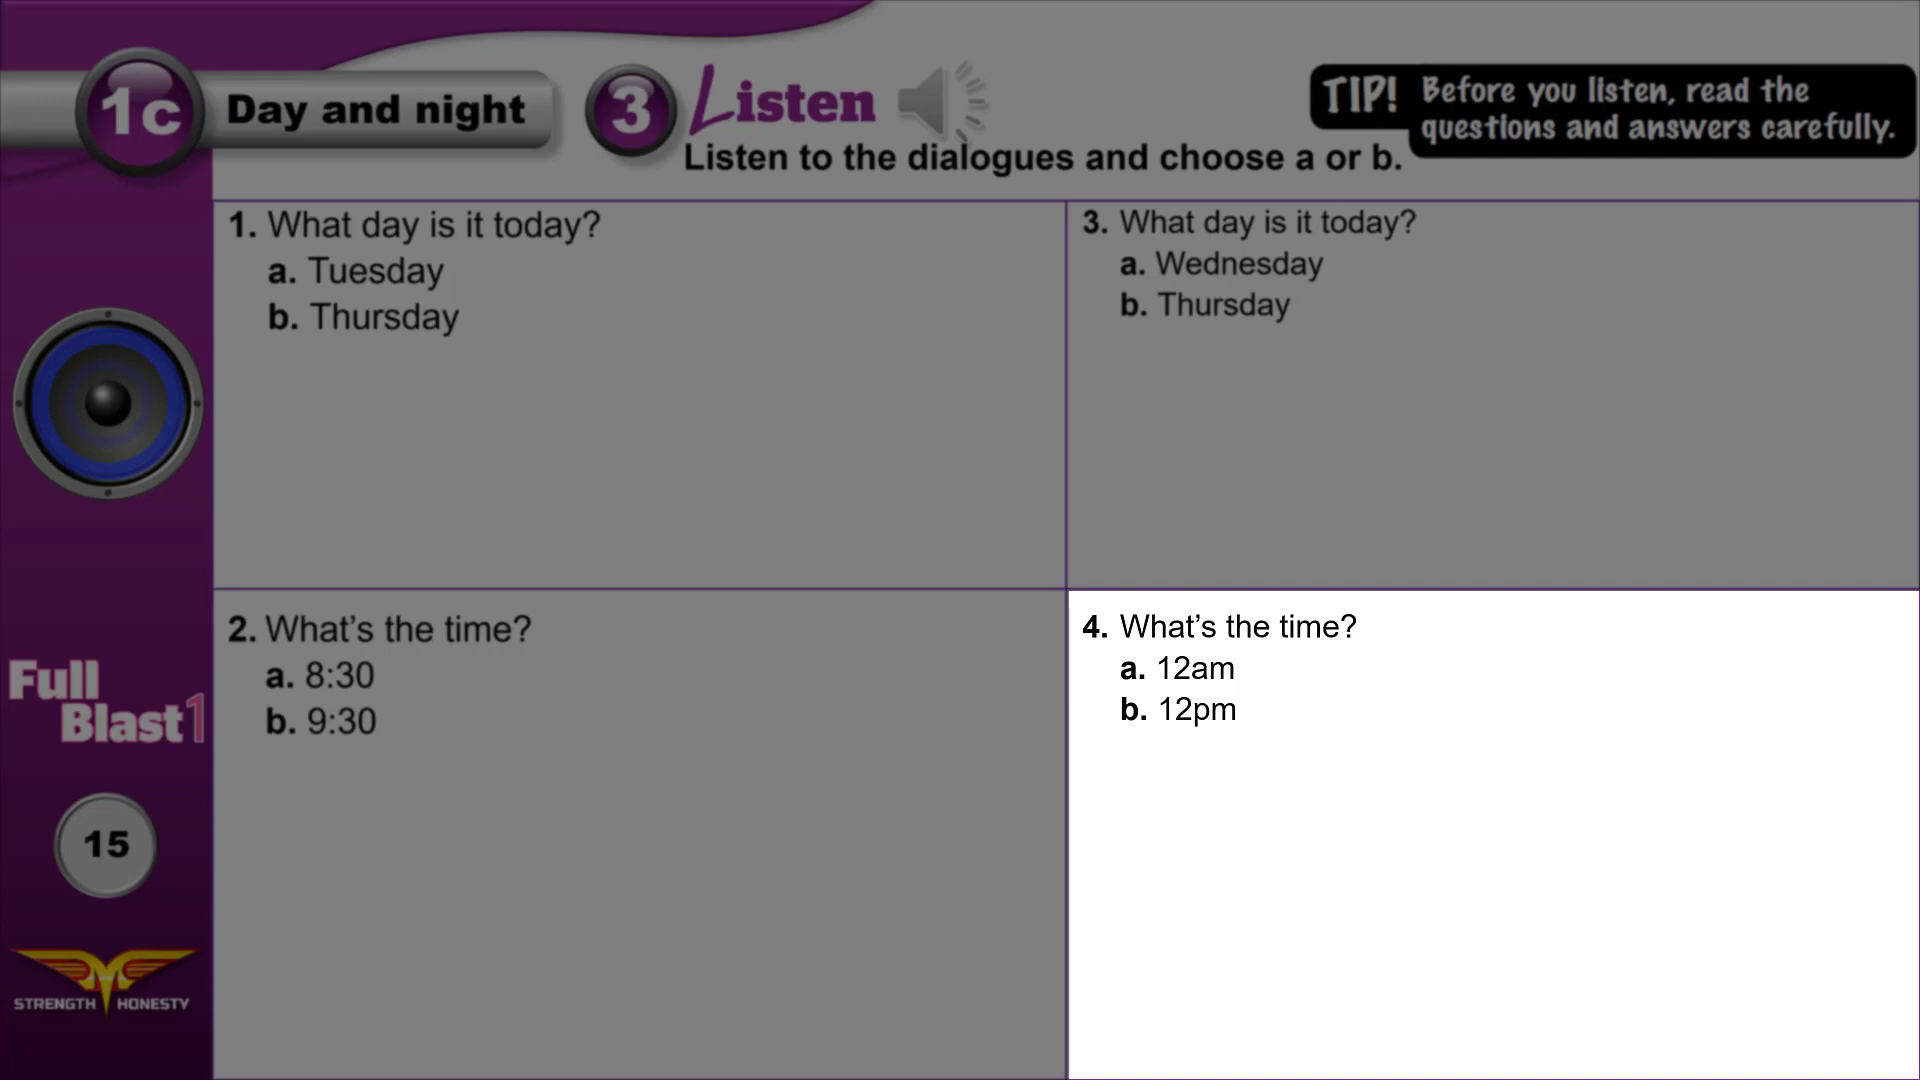 1c
Day and night
3
Listen
TIP! Before you listen, read the
questions and answers carefully.
Listen to the dialogues and choose a or b.
1. What day is it today?
a. Tuesday
b. Thursday
2. What's the time?
a. 8:30
b. 9:30
3. What day is it today?
a. Wednesday
b. Thursday
4. What's the time?
a. 12am
b. 12pm
Full
Blast 1
15
STRENGTH HONESTY